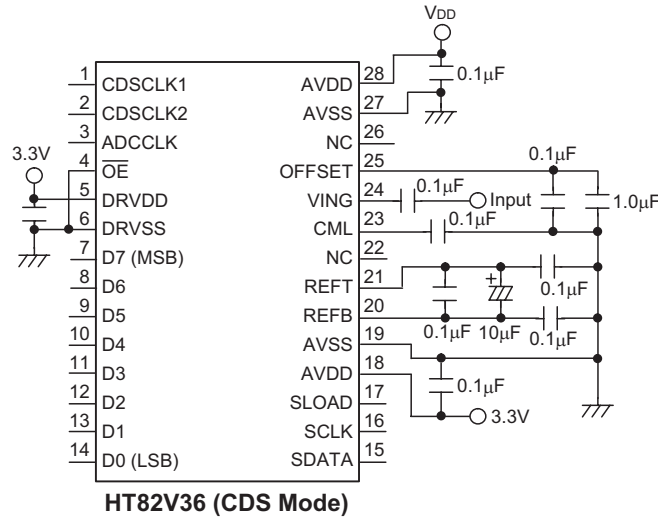 VDD
0.1µF
1 CDSCLK1
2 CDSCLK2
3 ADCCLK
4 OE
5 DRVDD
6 DRVSS
7 D7 (MSB)
8 D6
9 D5
10 D4
11 D3
12 D2
13 D1
14 D0 (LSB)
3.3V
AVDD 28
AVSS 27
NC 26
OFFSET 25
VING 24
CML 23
NC 22
REFT 21
REFB 20
AVSS 19
AVDD 18
SLOAD 17
SCLK 16
SDATA 15
0.1µF
0.1µF
Input
1.0µF
0.1µF
+
0.1µF
0.1µF
10µF
0.1µF
0.1µF
3.3V
HT82V36 (CDS Mode)